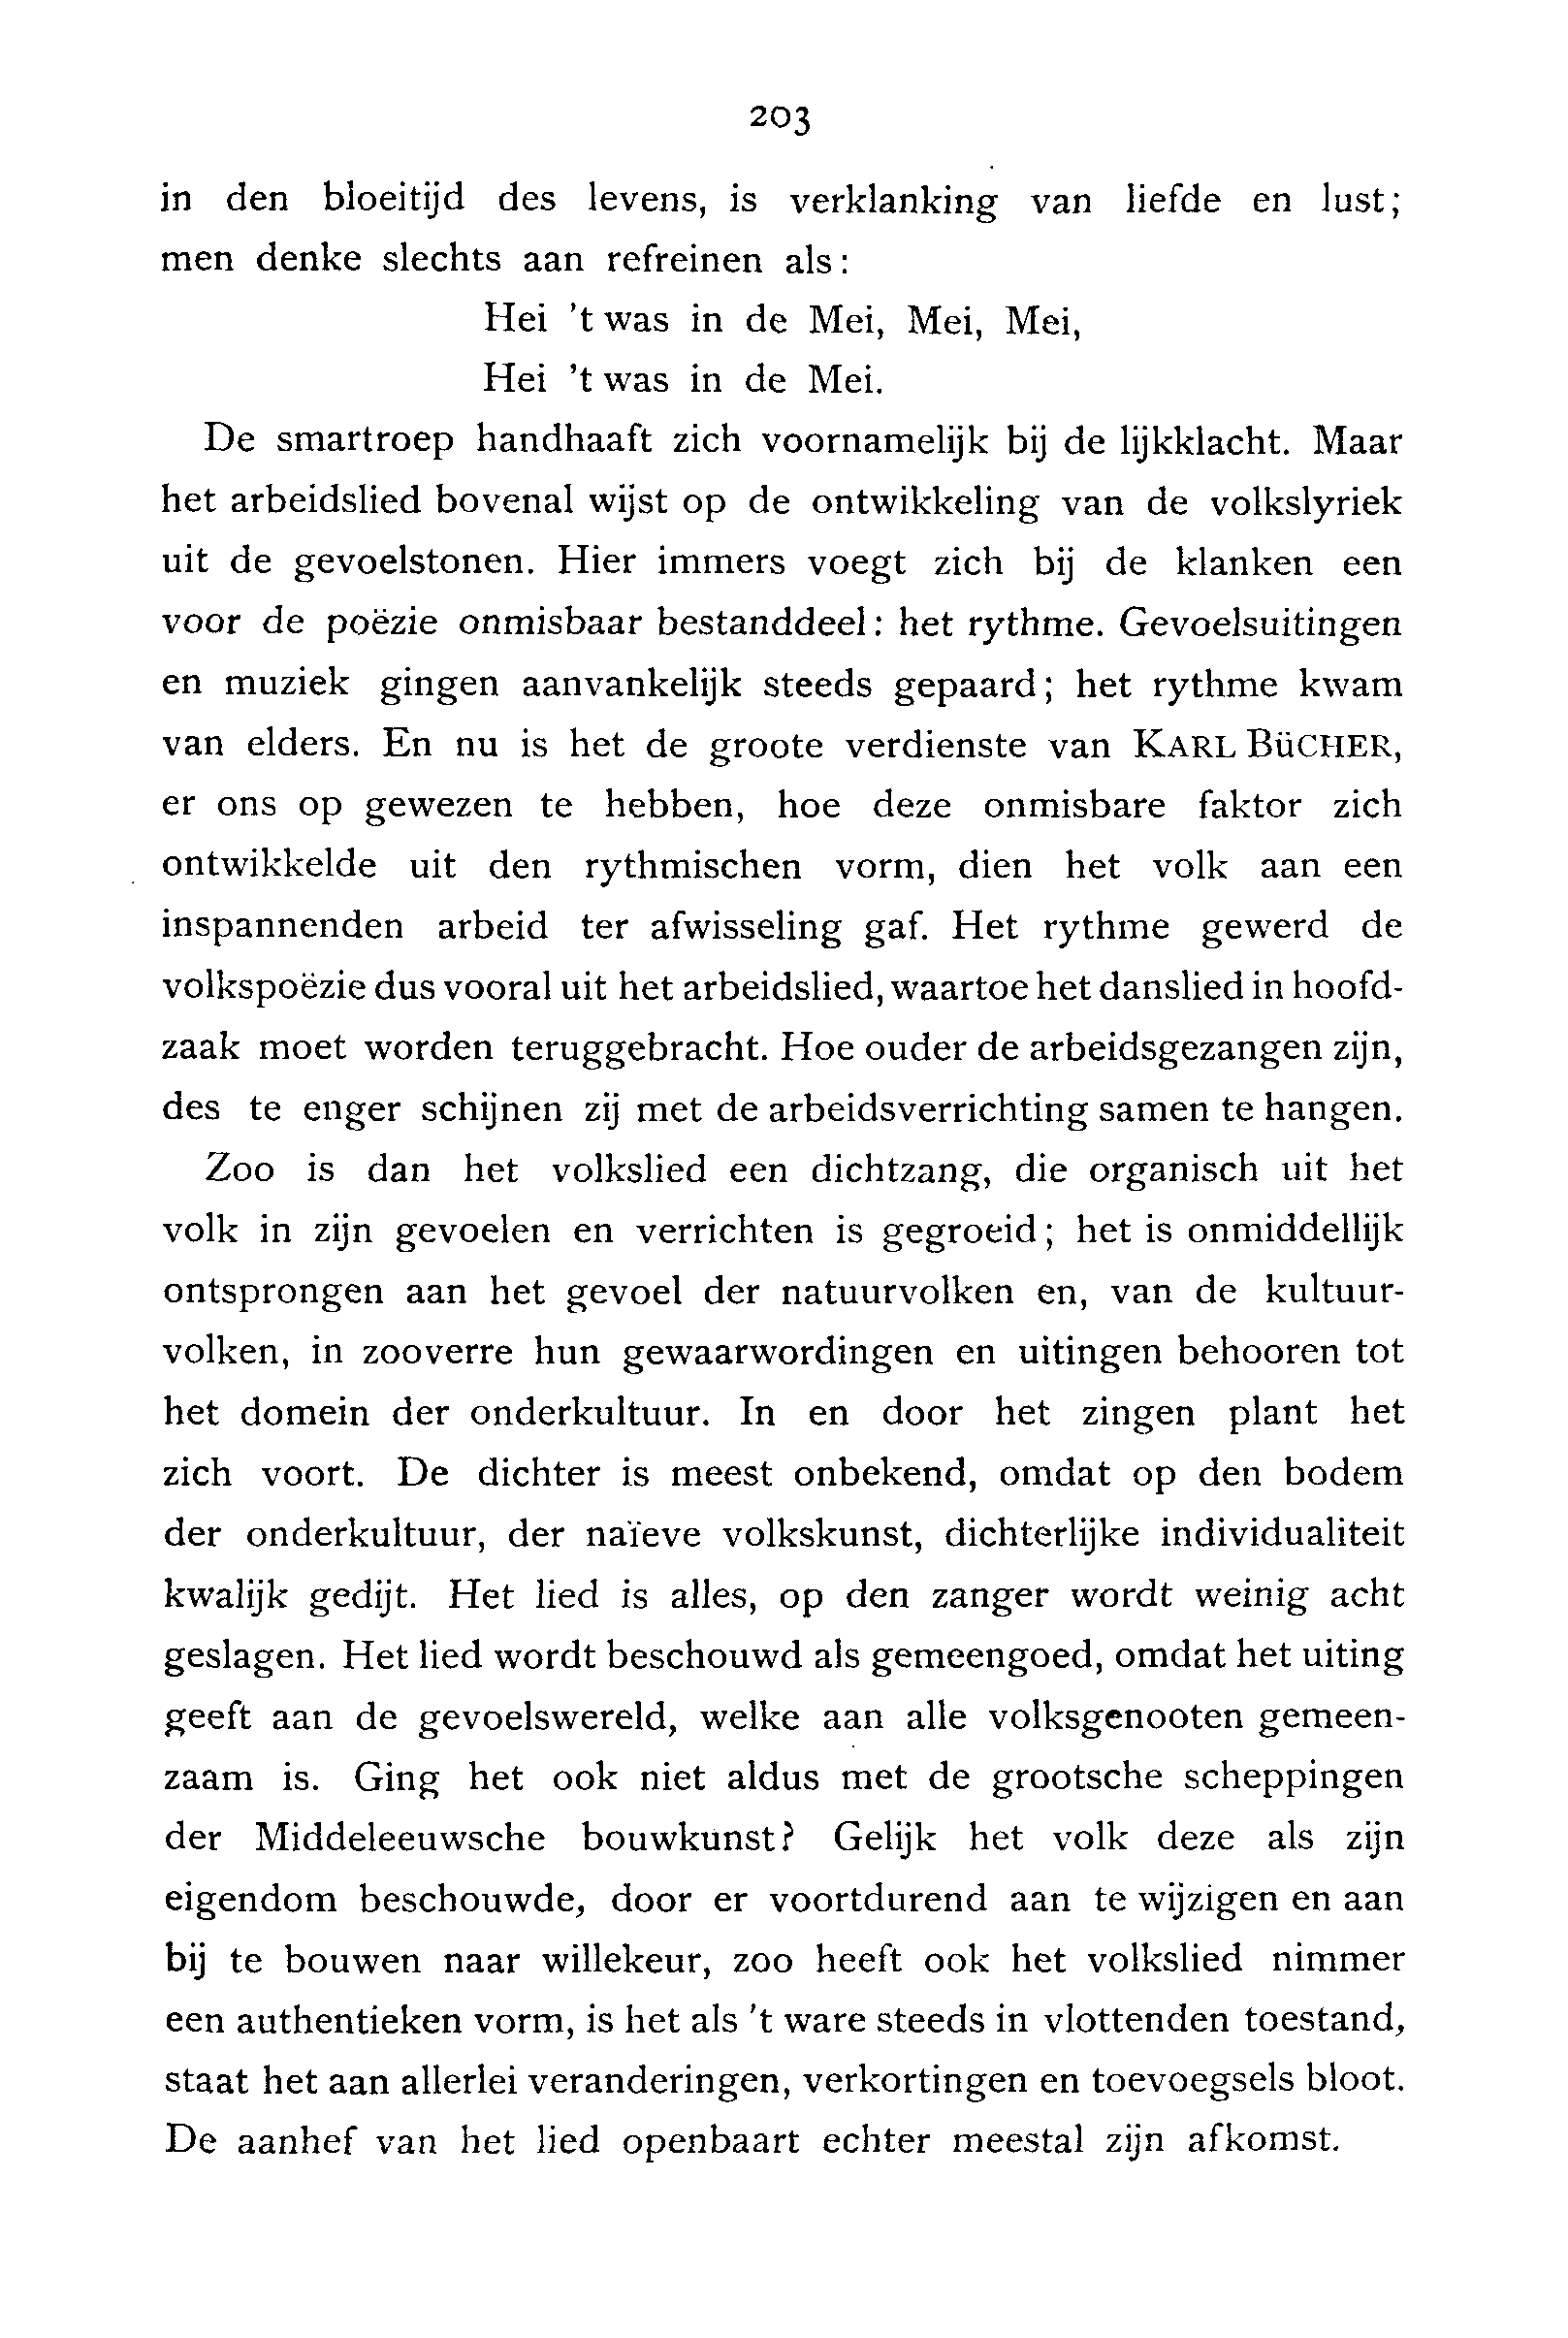 203
in den bloeitijd des levens, is verklanking van liefde en lust;
men denke slechts aan refreinen als:
Hei 't was in de Mei, Mei, Mei,
Hei 't was in de Mei.
De smartroep handhaaft zich voornamelijk bij de lijkklacht. Maar
het arbeidslied bovenal wijst op de ontwikkeling van de volkslyriek
uit de gevoelstonen. Hier immers voegt zich bij de klanken een
voor de poëzie onmisbaar bestanddeel: het rythme. Gevoelsuitingen
en muziek gingen aanvankelijk steeds gepaard; het rythme kwam
van elders. En nu is het de groote verdienste van KARL BÜCHER,
er ons op gewezen te hebben, hoe deze onmisbare faktor zich
ontwikkelde uit den rythmischen vorm, dien het volk aan een
inspannenden arbeid ter afwisseling gaf. Het rythme gewerd de
volkspoëzie dus vooral uit het arbeidslied, waartoe het danslied in hoofd-
zaak moet worden teruggebracht. Hoe ouder de arbeidsgezangen zijn,
des te enger schijnen zij met de arbeidsverrichting samen te hangen.
Zoo is dan het volkslied een dichtzang, die organisch uit het
volk in zijn gevoelen en verrichten is gegroeid; het is onmiddellijk
ontsprongen aan het gevoel der natuurvolken en, van de kultuur-
volken, in zooverre hun gewaarwordingen en uitingen behooren tot
het domein der onderkultuur. In en door het zingen plant het
zich voort. De dichter is meest onbekend, omdat op den bodem
der onderkultuur, der naïeve volkskunst, dichterlijke individualiteit
kwalijk gedijt. Het lied is alles, op den zanger wordt weinig acht
geslagen. Het lied wordt beschouwd als gemeengoed, omdat het uiting
geeft aan de gevoelswereld, welke aan alle volksgenooten gemeen-
zaam is. Ging het ook niet aldus met de grootsche scheppingen
der Middeleeuwsche bouwkunst? Gelijk het volk deze als zijn
eigendom beschouwde, door er voortdurend aan te wijzigen en aan
bij te bouwen naar willekeur, zoo heeft ook het volkslied nimmer
een authentieken vorm, is het als 't ware steeds in vlottenden toestand,
staat het aan allerlei veranderingen, verkortingen en toevoegsels bloot.
De aanhef van het lied openbaart echter meestal zijn afkomst.